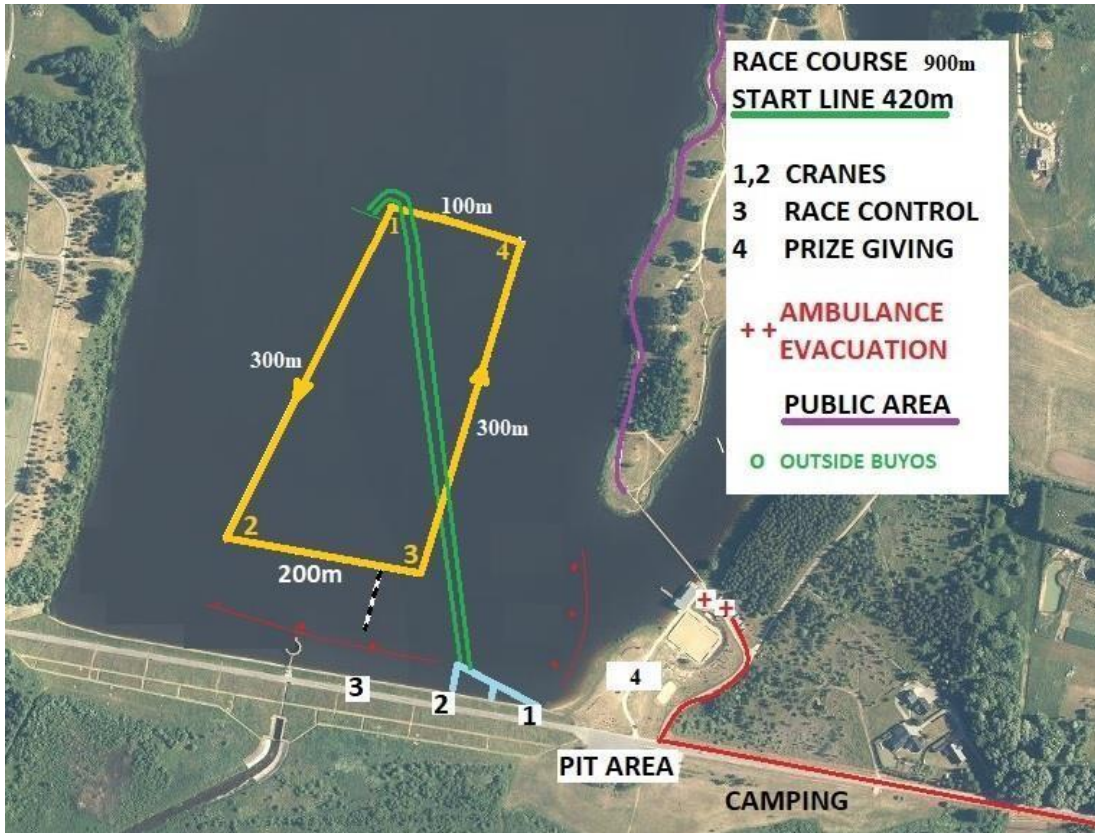 RACE COURSE 900m
START LINE 420m
1,2 CRANES
3 RACE CONTROL
4 PRIZE GIVING
++ AMBULANCE
EVACUATION
PUBLIC AREA
O OUTSIDE BUYOS
100m
1
4
300m
300m
2
3
200m
+ +
4
3
2
1
PIT AREA
CAMPING